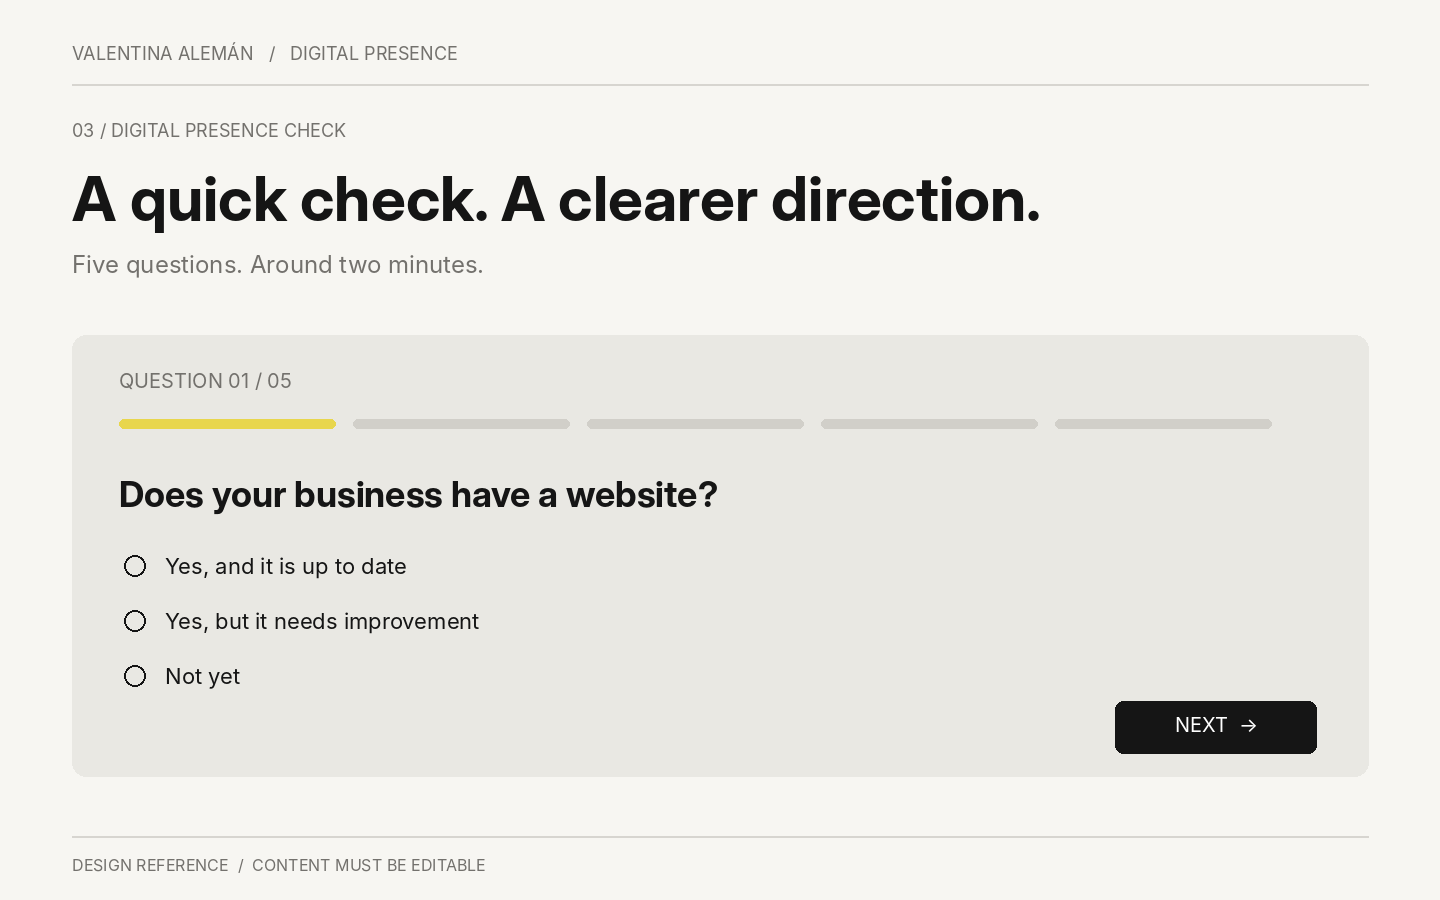 VALENTINA ALEMÁN / DIGITAL PRESENCE
03 / DIGITAL PRESENCE CHECK
A quick check. A clearer direction.
Five questions. Around two minutes.
QUESTION 01 / 05
Does your business have a website?
Yes, and it is up to date
Yes, but it needs improvement
Not yet
NEXT →
DESIGN REFERENCE / CONTENT MUST BE EDITABLE